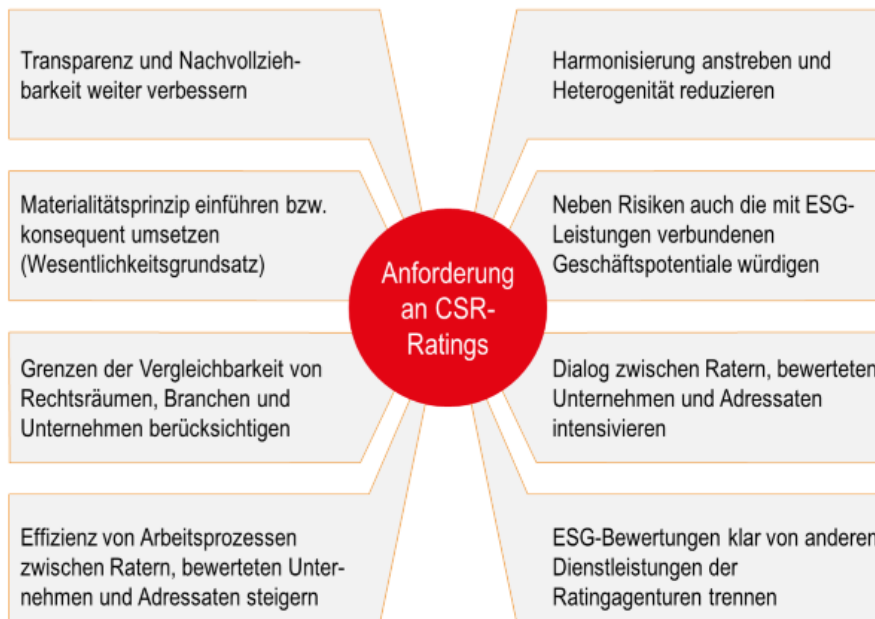 Transparenz und Nachvollzieh-
barkeit weiter verbessern
Materialitätsprinzip einführen bzw.
konsequent umsetzen
(Wesentlichkeitsgrundsatz)
Grenzen der Vergleichbarkeit von
Rechtsräumen, Branchen und
Unternehmen berücksichtigen
Effizienz von Arbeitsprozessen
zwischen Ratern, bewerteten Unter-
nehmen und Adressaten steigern
Anforderung
an CSR-
Ratings
Harmonisierung anstreben und
Heterogenität reduzieren
Neben Risiken auch die mit ESG-
Leistungen verbundenen
Geschäftspotentiale würdigen
Dialog zwischen Ratern, bewerteten
Unternehmen und Adressaten
intensivieren
ESG-Bewertungen klar von anderen
Dienstleistungen der
Ratingagenturen trennen